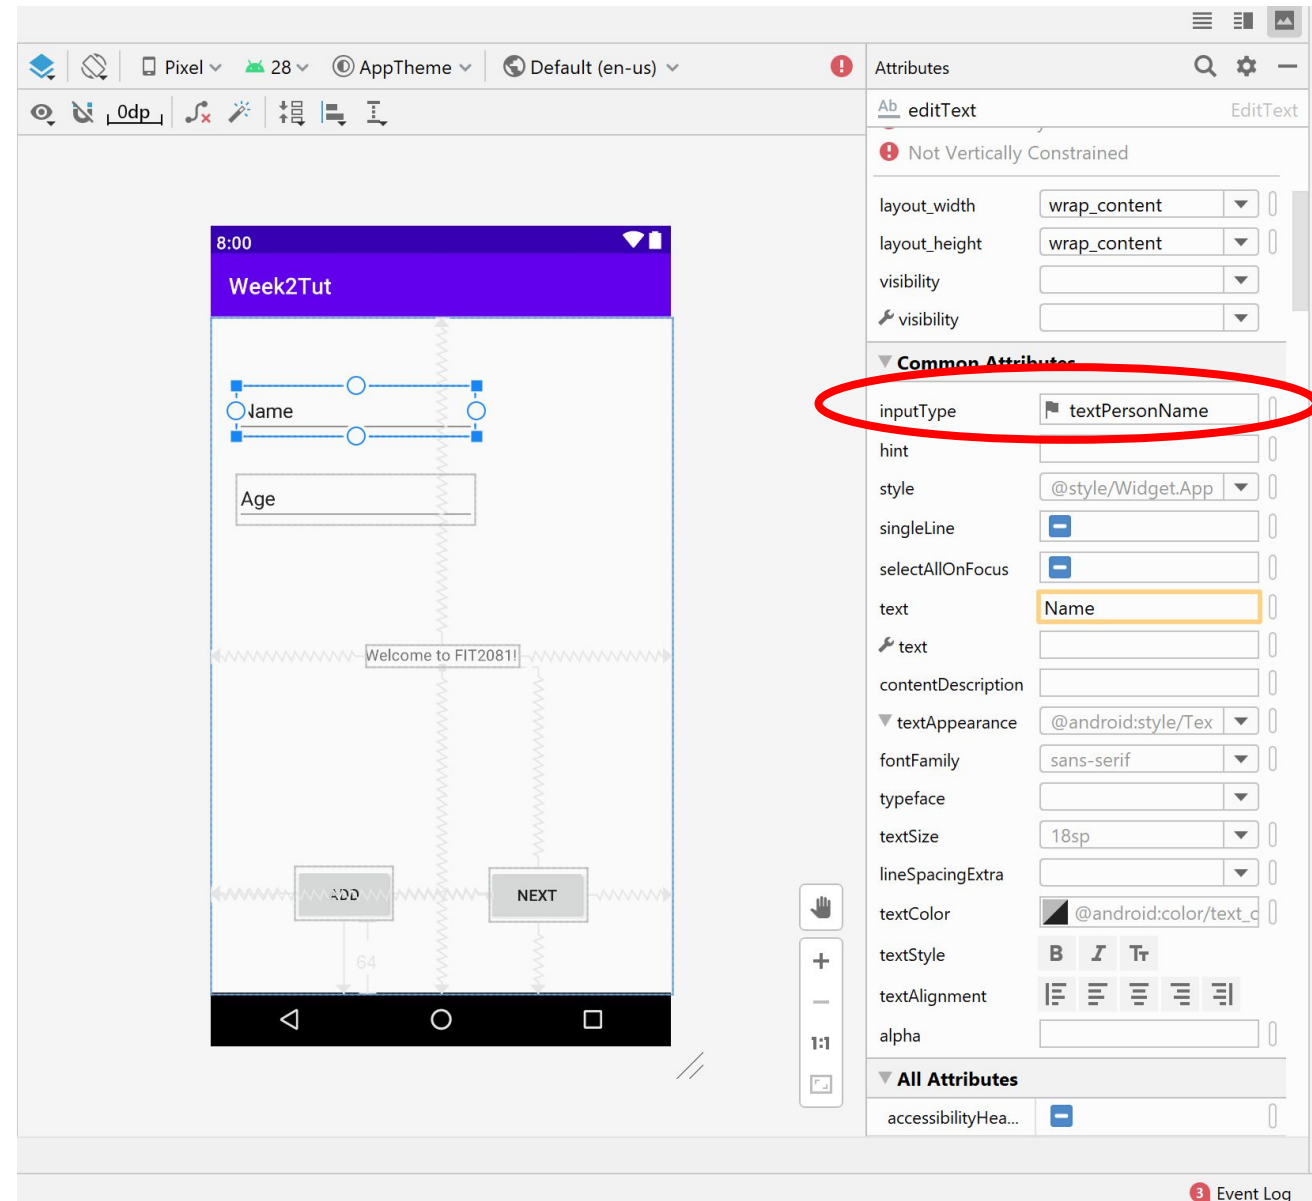 Pixel 28 AppTheme Default (en-us)
0dp
8:00
Week2Tut
Name
Age
Welcome to FIT2081!
ADD
NEXT
64
1:1
Attributes
Ab editText EditText
Not Vertically Constrained
layout_width wrap_content
layout_height wrap_content
visibility
visibility
Common Attributes
inputType textPersonName
hint
style @style/Widget.App
singleLine
selectAllOnFocus
text Name
text
contentDescription
textAppearance @android:style/Tex
fontFamily sans-serif
typeface
textSize 18sp
lineSpacingExtra
textColor @android:color/text_c
textStyle B I Tт
textAlignment
alpha
All Attributes
accessibilityHea...
3 Event Log